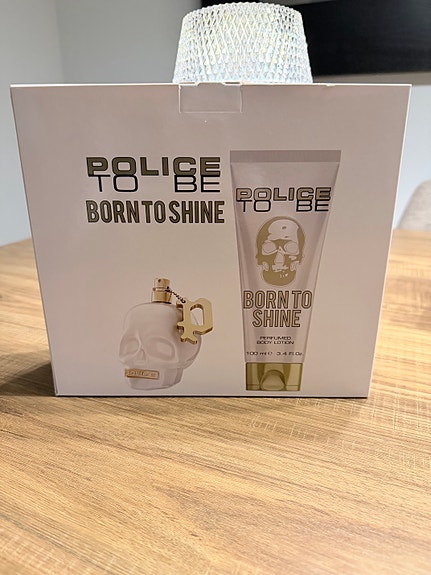 POLICE
TO BE
BORN TO SHINE
POLICE
TO BE
BORN TO
SHINE
PERFUMED
BODY LOTION
100 ml ℮ 3.4 Fl. Oz.